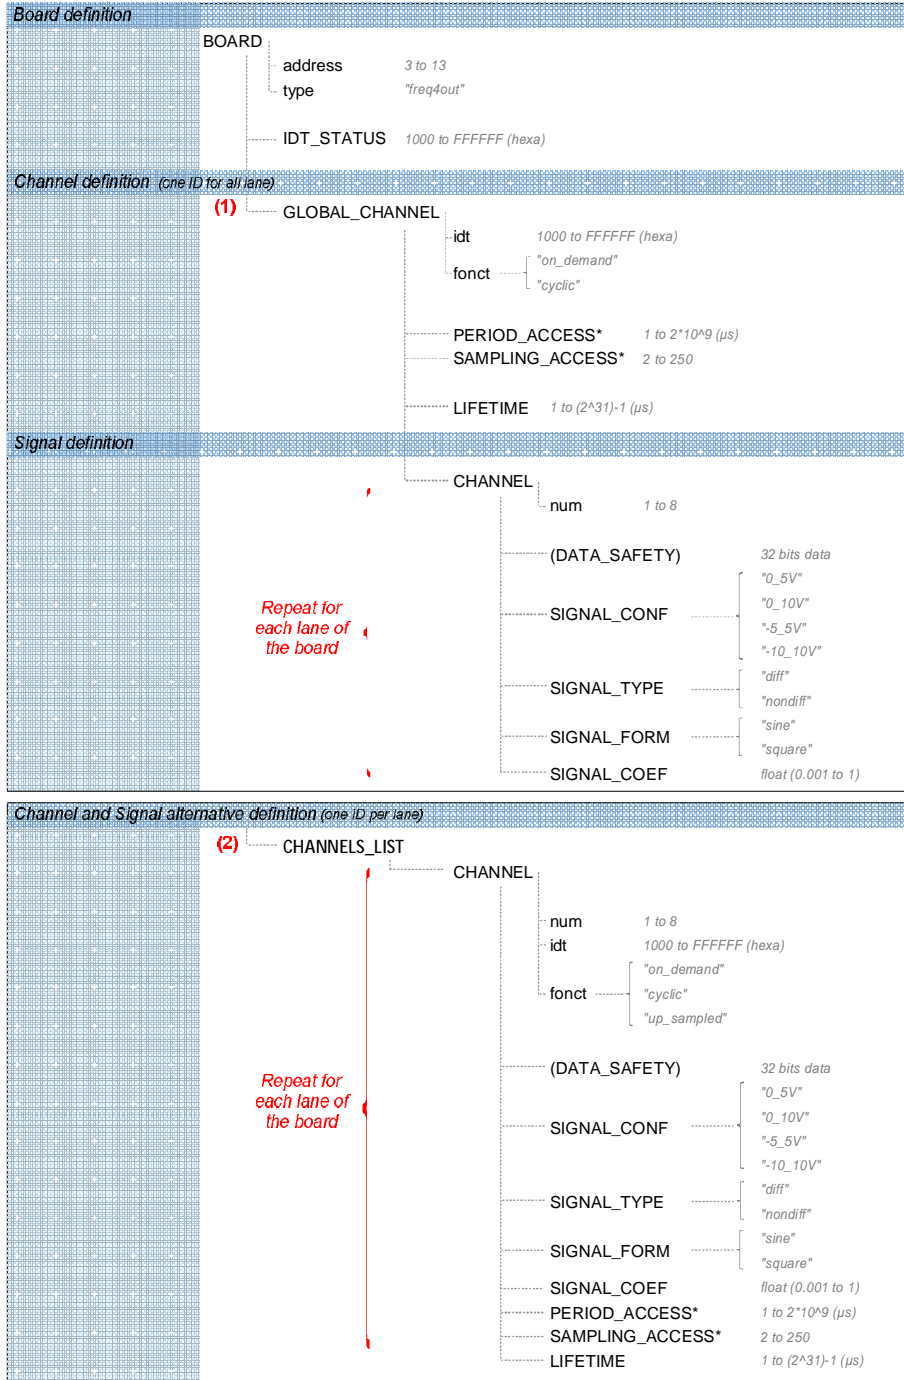 Board definition
BOARD
address 3 to 13
type "freq4out"
IDT_STATUS 1000 to FFFFFF (hexa)
Channel definition (one ID for all lane)
(1) GLOBAL_CHANNEL
idt 1000 to FFFFFF (hexa)
"on_demand"
fonct
"cyclic"
PERIOD_ACCESS* 1 to 2*10^9 (µs)
SAMPLING_ACCESS* 2 to 250
LIFETIME 1 to (2^31)-1 (µs)
Signal definition
CHANNEL
num 1 to 8
(DATA_SAFETY) 32 bits data
"0_5V"
"0_10V"
SIGNAL_CONF
"-5_5V"
"-10_10V"
Repeat for
each lane of
the board
"diff"
SIGNAL_TYPE
"nondiff"
"sine"
SIGNAL_FORM
"square"
SIGNAL_COEF float (0.001 to 1)
Channel and Signal alternative definition (one ID per lane)
(2) CHANNELS_LIST
CHANNEL
num 1 to 8
idt 1000 to FFFFFF (hexa)
"on_demand"
fonct "cyclic"
"up_sampled"
(DATA_SAFETY) 32 bits data
Repeat for
each lane of
the board
"0_5V"
"0_10V"
SIGNAL_CONF
"-5_5V"
"-10_10V"
"diff"
SIGNAL_TYPE
"nondiff"
"sine"
SIGNAL_FORM
"square"
SIGNAL_COEF float (0.001 to 1)
PERIOD_ACCESS* 1 to 2*10^9 (µs)
SAMPLING_ACCESS* 2 to 250
LIFETIME 1 to (2^31)-1 (µs)